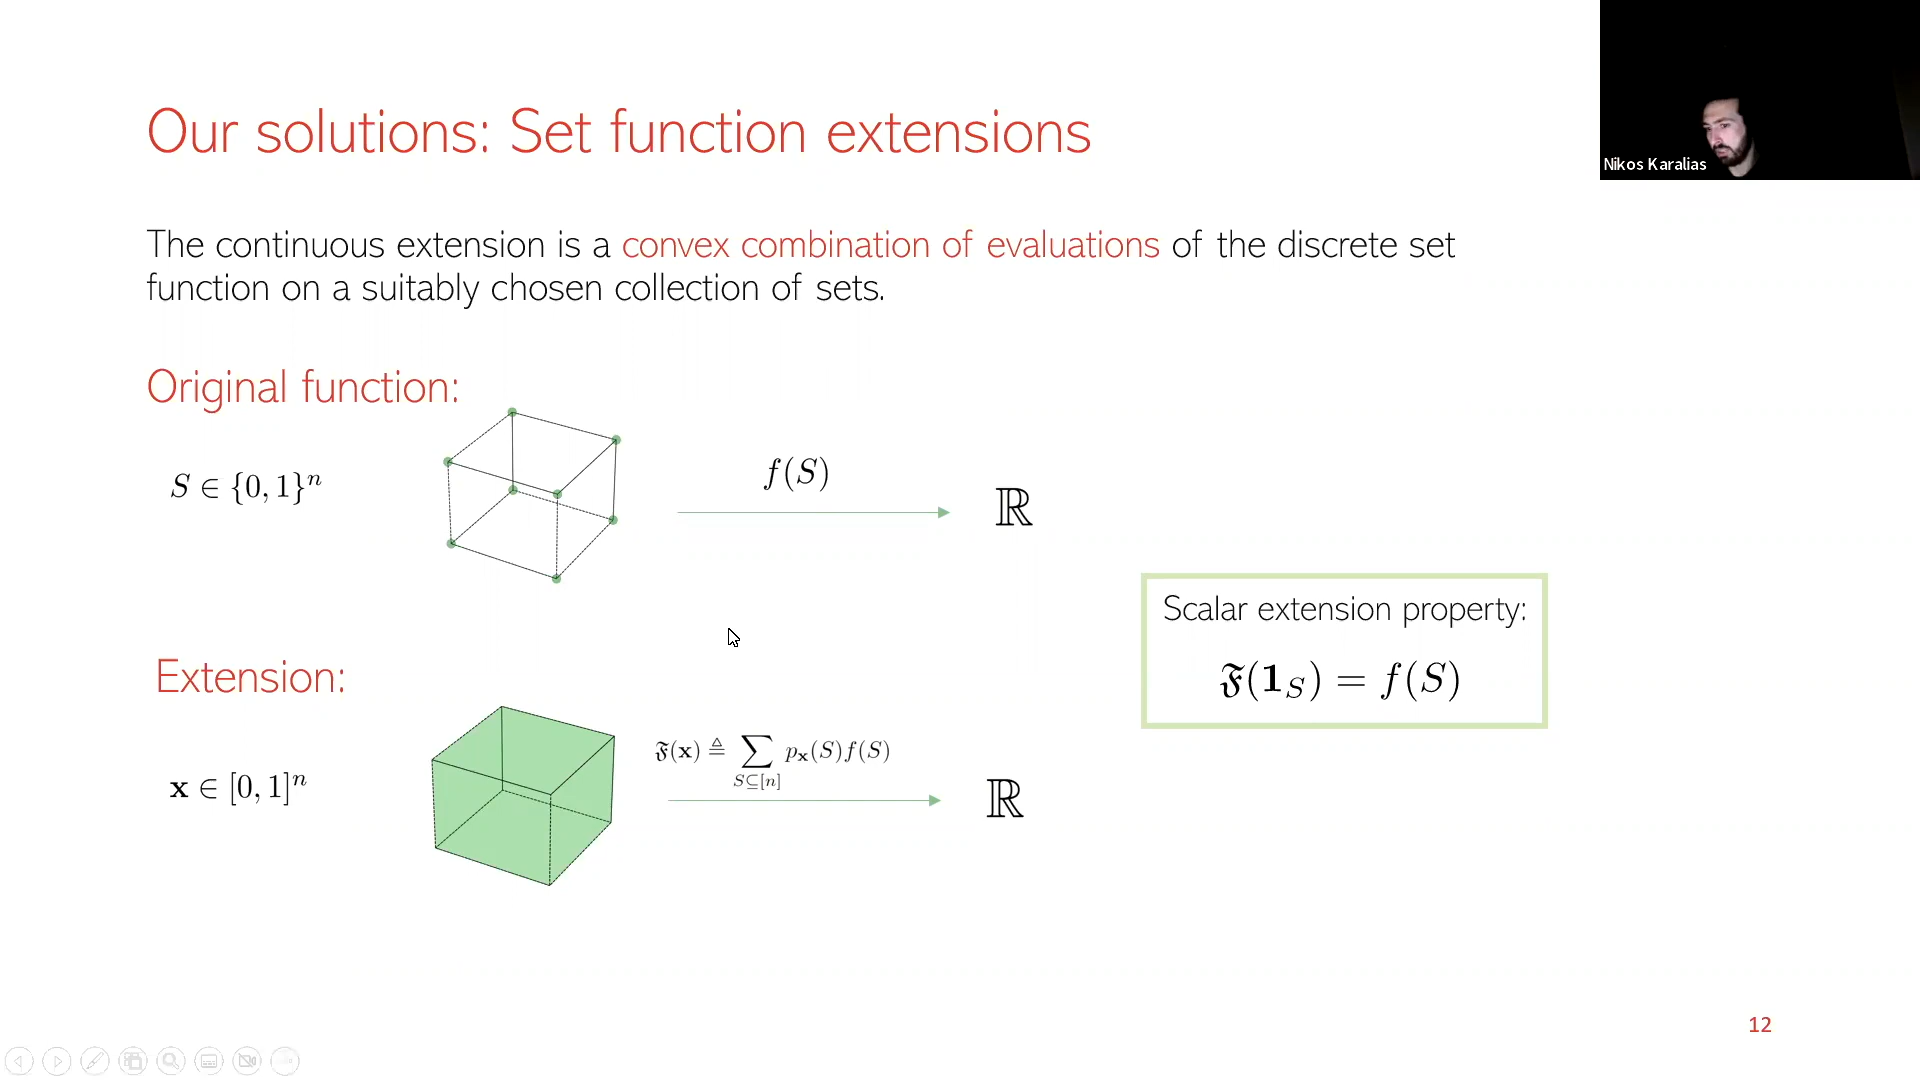 Our solutions: Set function extensions
Nikos Karalias
The continuous extension is a convex combination of evaluations of the discrete set
function on a suitably chosen collection of sets.
Original function:
S ∈ {0, 1}ⁿ
f(S)
ℝ
Scalar extension property:
𝔉(𝟏_S) = f(S)
Extension:
𝐱 ∈ [0, 1]ⁿ
𝔉(𝐱) ≜ ∑_{S⊆[n]} p_𝐱(S)f(S)
ℝ
12